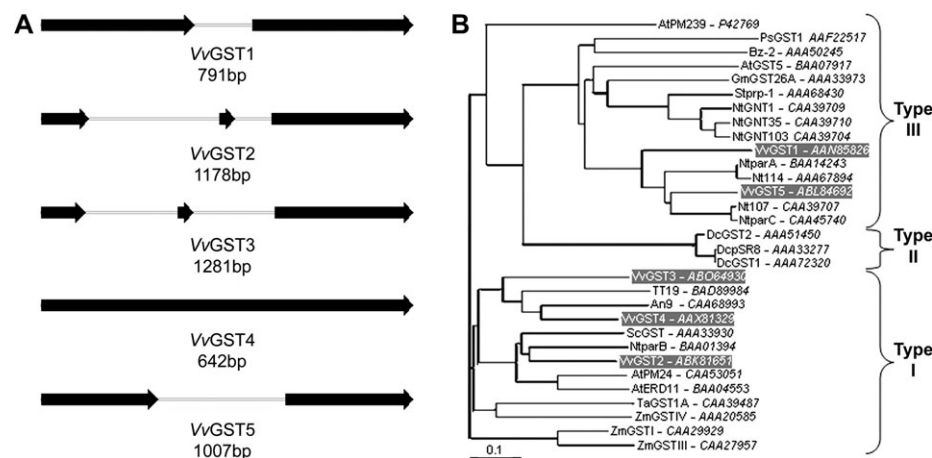 A
VvGST1
791bp
VvGST2
1178bp
VvGST3
1281bp
VvGST4
642bp
VvGST5
1007bp
B
AtPM239 - P42769
PsGST1 AAF22517
Bz-2 - AAA50245
AtGST5 - BAA07917
GmGST26A - AAA33973
Stprp-1 - AAA68430
NtGNT1 - CAA39709
NtGNT35 - CAA39710
NtGNT103 CAA39704
VvGST1 - AAN85826
NtparA - BAA14243
Nt114 - AAA67894
VvGST5 - ABL84692
Nt107 - CAA39707
NtparC - CAA45740
Type
III
DcGST2 - AAA51450
DcpSR8 - AAA33277
DcGST1 - AAA72320
Type
II
VvGST3 - ABO64930
TT19 - BAD89984
An9 - CAA68993
VvGST4 - AAX81329
ScGST - AAA33930
NtparB - BAA01394
VvGST2 - ABK81651
AtPM24 - CAA53051
AtERD11 - BAA04553
TaGST1A - CAA39487
ZmGSTIV - AAA20585
ZmGSTI - CAA29929
ZmGSTIII - CAA27957
Type
I
0.1